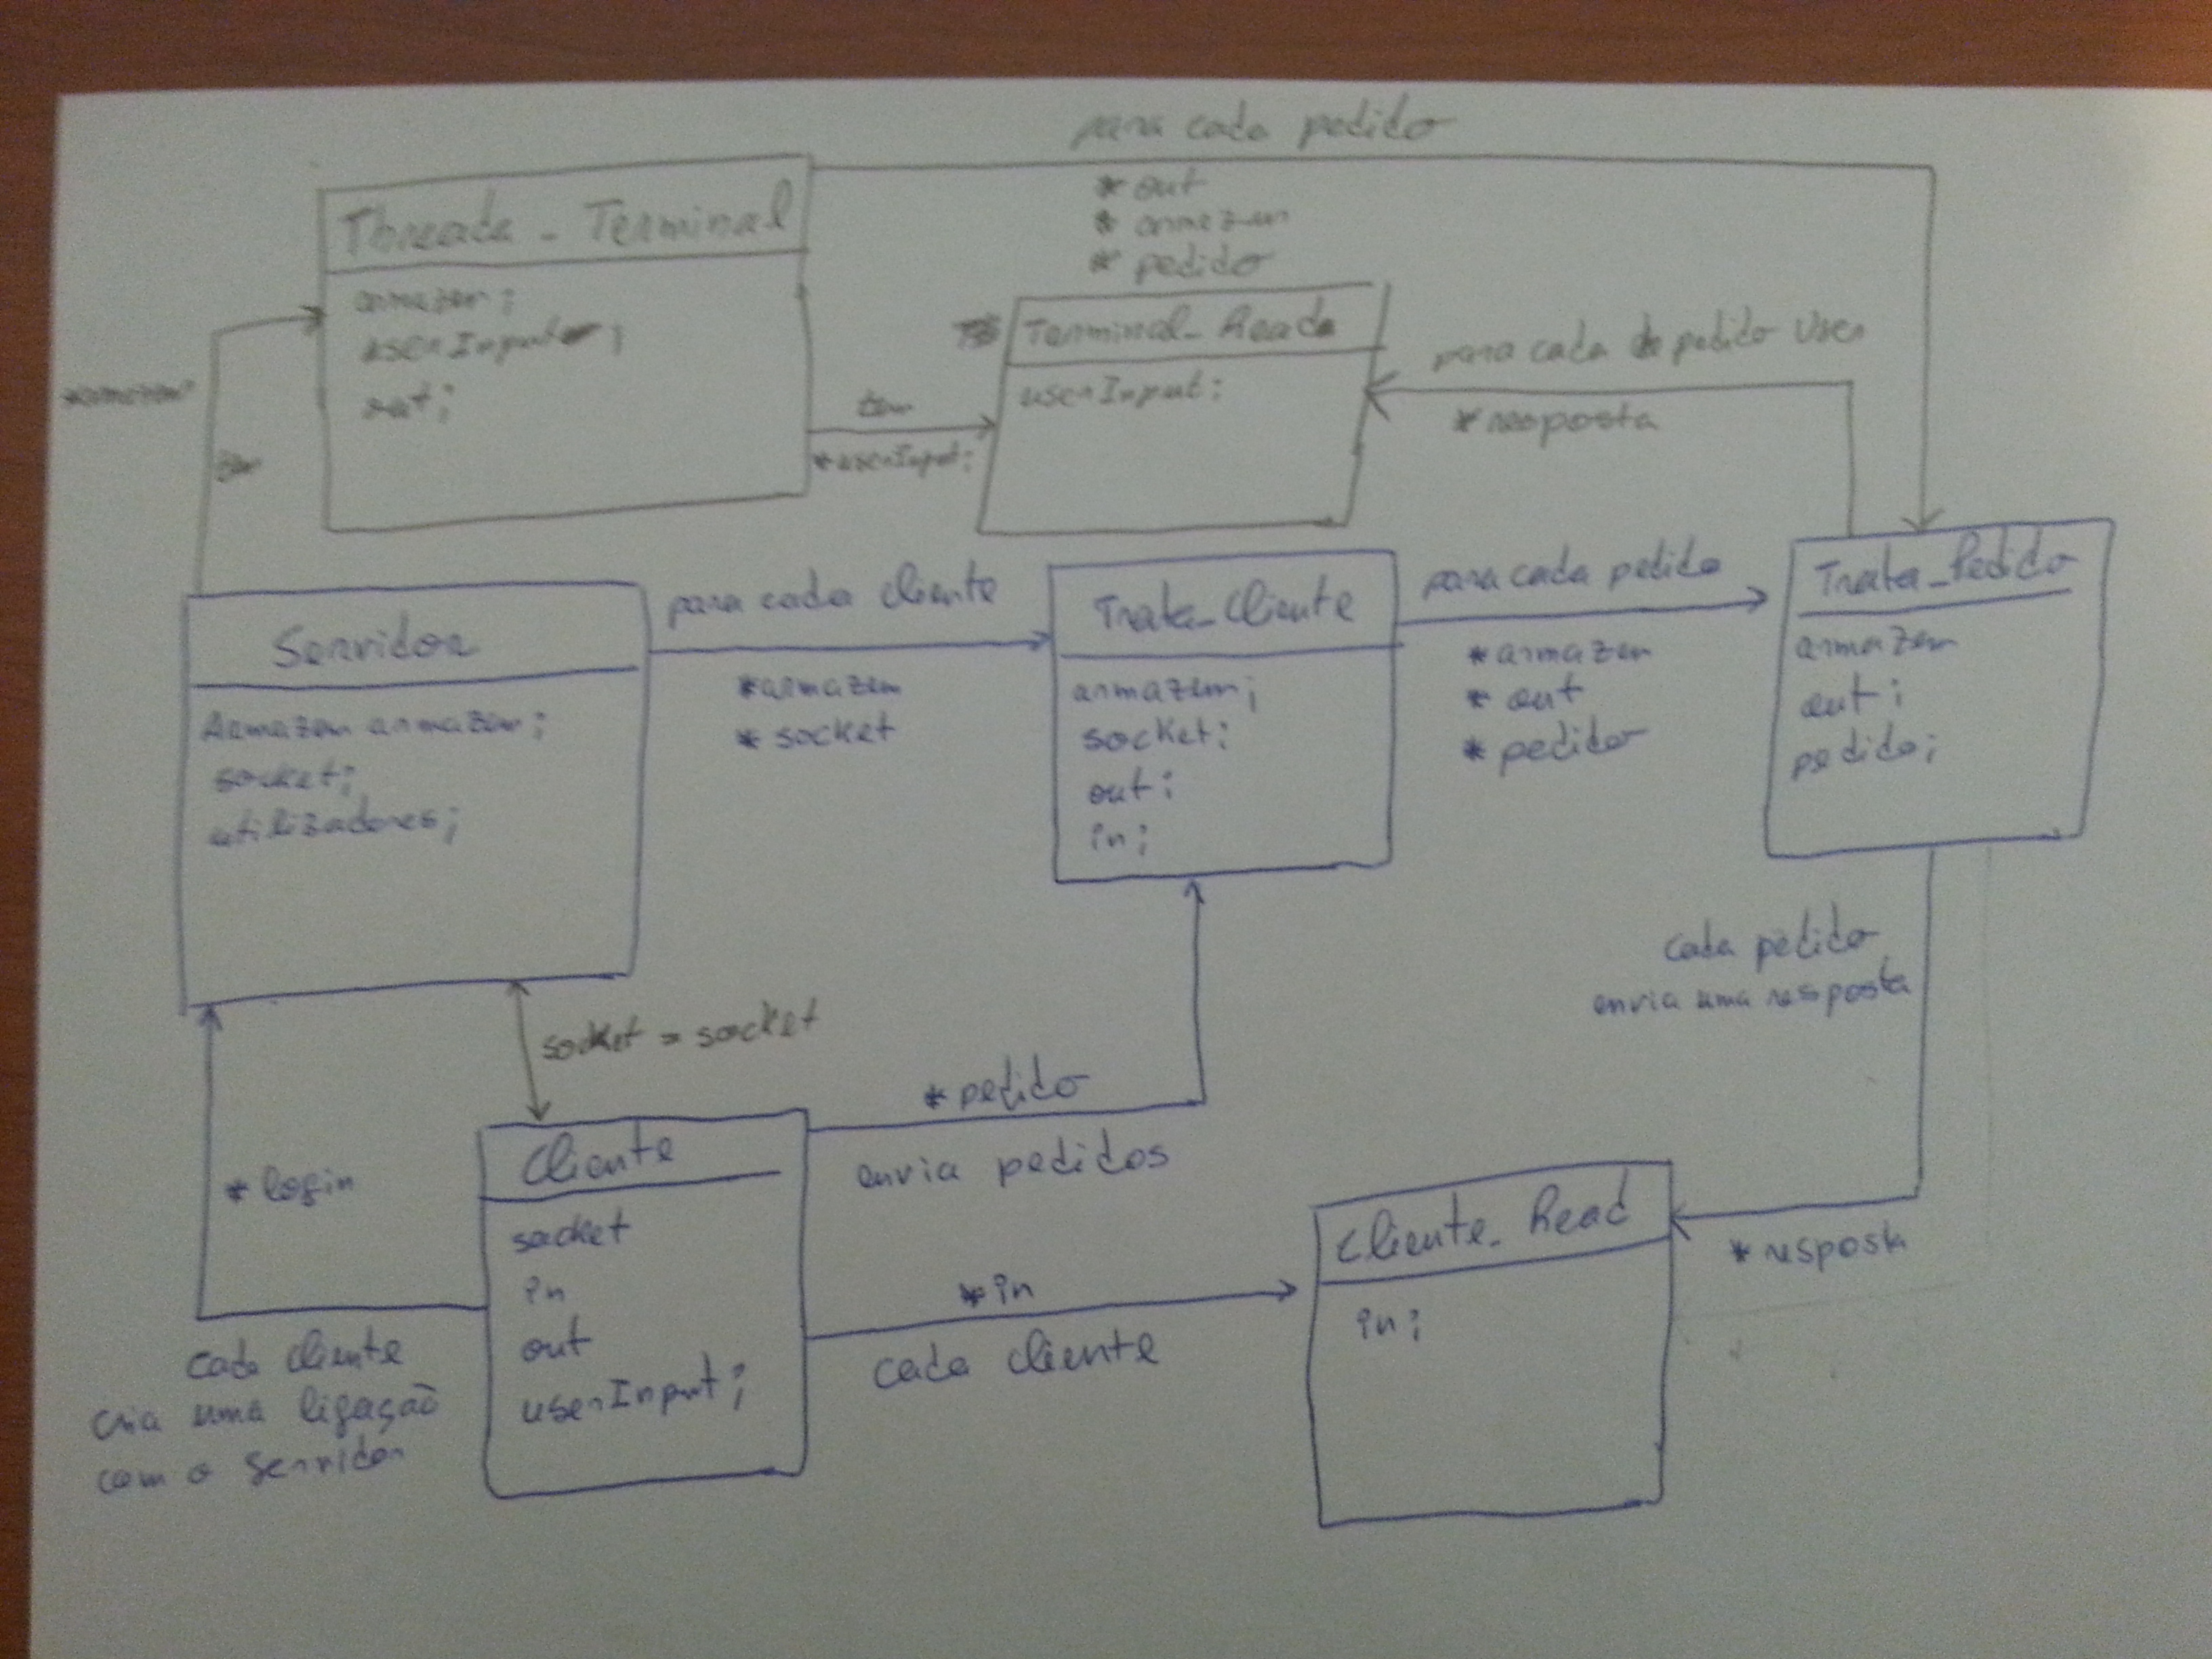 para cada pedido
* out
* armazem
* pedido
Threada_Terminal
armazem;
userInput;
out;
*armazem
tem
tem
*userInput;
Terminal_Reada
userInput;
para cada pedido User
* resposta
Servidor
Armazem armazem;
socket;
utilizadores;
para cada cliente
*armazem
* socket
Trata_Cliente
armazem;
socket;
out;
in;
para cada pedido
*armazem
* out
* pedido
Trata_Pedido
armazem
out;
pedido;
cada pedido
envia uma resposta
* resposta
socket = socket
* login
cada cliente
cria uma ligação
com o servidor
Cliente
socket
in
out
userInput;
* pedido
envia pedidos
*in
cada cliente
Cliente_Read
in;